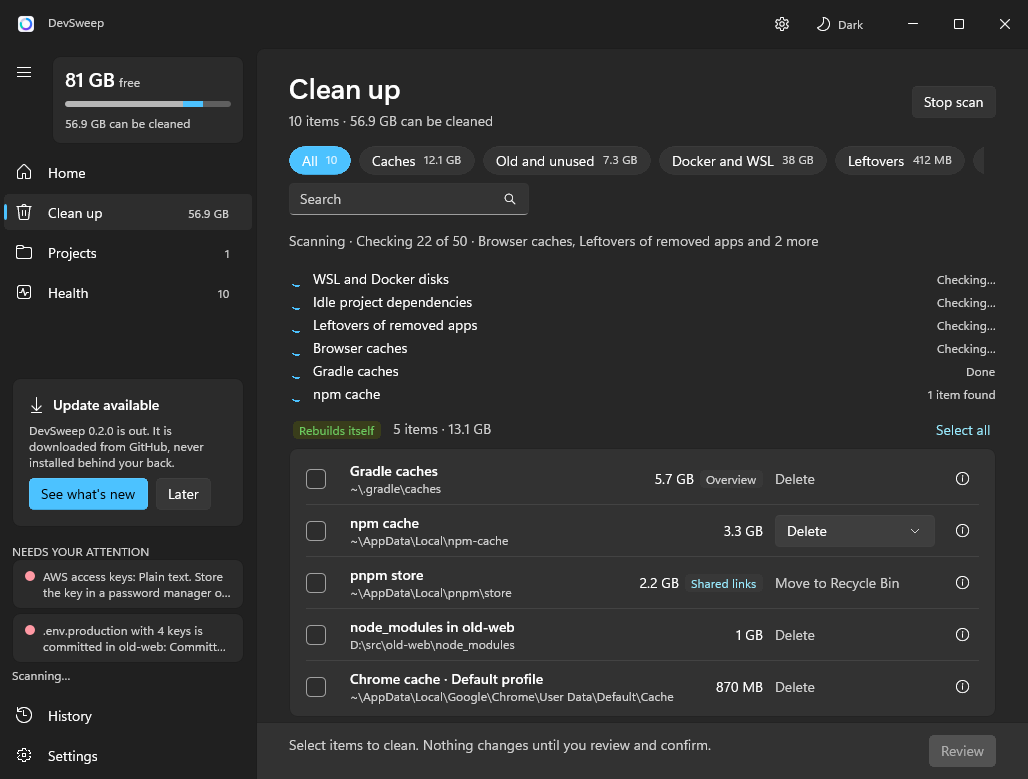 DevSweep
Dark
81 GB free
56.9 GB can be cleaned
Home
Clean up 56.9 GB
Projects 1
Health 10
Update available
DevSweep 0.2.0 is out. It is
downloaded from GitHub, never
installed behind your back.
See what's new Later
NEEDS YOUR ATTENTION
AWS access keys: Plain text. Store
the key in a password manager o...
.env.production with 4 keys is
committed in old-web: Committ...
Scanning...
History
Settings
Clean up
10 items · 56.9 GB can be cleaned
Stop scan
All 10 Caches 12.1 GB Old and unused 7.3 GB Docker and WSL 38 GB Leftovers 412 MB
Search
Scanning · Checking 22 of 50 · Browser caches, Leftovers of removed apps and 2 more
WSL and Docker disks Checking...
Idle project dependencies Checking...
Leftovers of removed apps Checking...
Browser caches Checking...
Gradle caches Done
npm cache 1 item found
Rebuilds itself 5 items · 13.1 GB Select all
Gradle caches
~\.gradle\caches
5.7 GB Overview Delete
npm cache
~\AppData\Local\npm-cache
3.3 GB Delete
pnpm store
~\AppData\Local\pnpm\store
2.2 GB Shared links Move to Recycle Bin
node_modules in old-web
D:\src\old-web\node_modules
1 GB Delete
Chrome cache · Default profile
~\AppData\Local\Google\Chrome\User Data\Default\Cache
870 MB Delete
Select items to clean. Nothing changes until you review and confirm.
Review